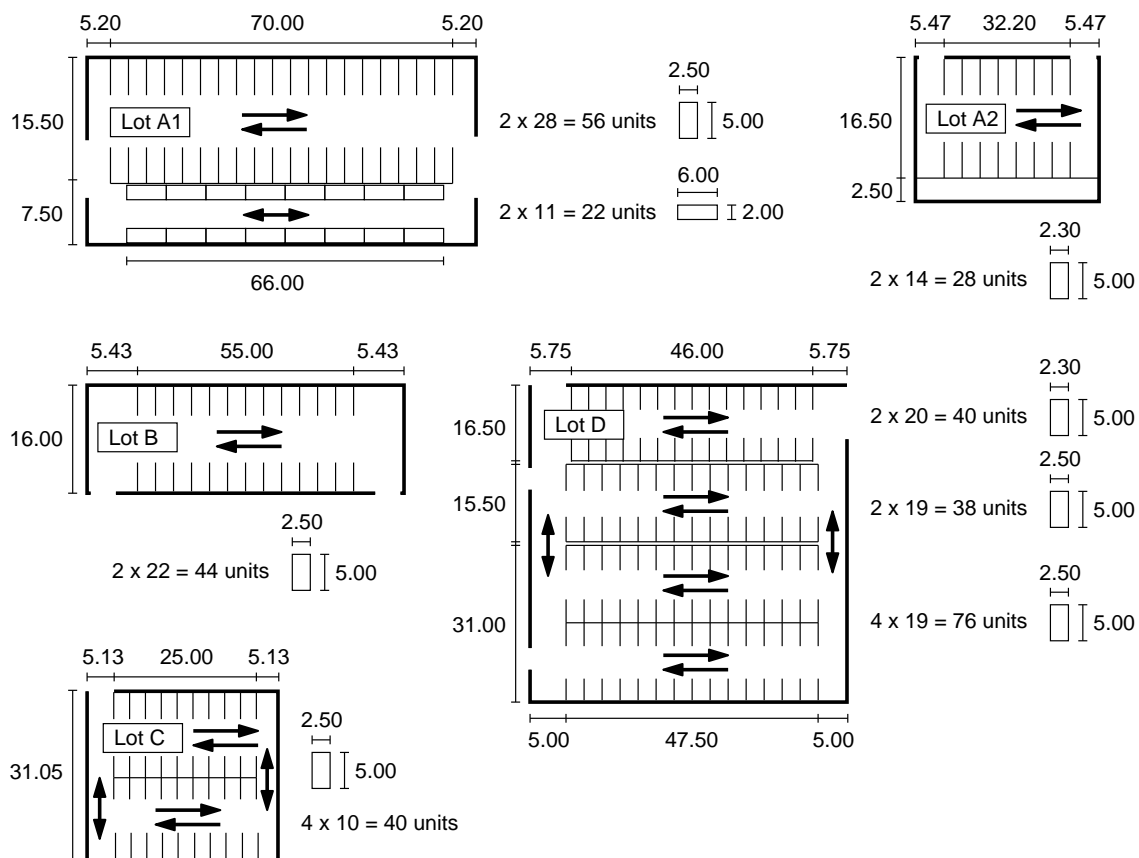 5.20 70.00 5.20
15.50
Lot A1
7.50
66.00
2 x 28 = 56 units
2.50
5.00
2 x 11 = 22 units
6.00
2.00
5.47 32.20 5.47
16.50
Lot A2
2.50
2.30
2 x 14 = 28 units
5.00
5.43 55.00 5.43
16.00
Lot B
2.50
2 x 22 = 44 units
5.00
5.75 46.00 5.75
16.50
Lot D
15.50
31.00
5.00 47.50 5.00
2.30
2 x 20 = 40 units
5.00
2.50
2 x 19 = 38 units
5.00
2.50
4 x 19 = 76 units
5.00
5.13 25.00 5.13
Lot C
31.05
2.50
5.00
4 x 10 = 40 units